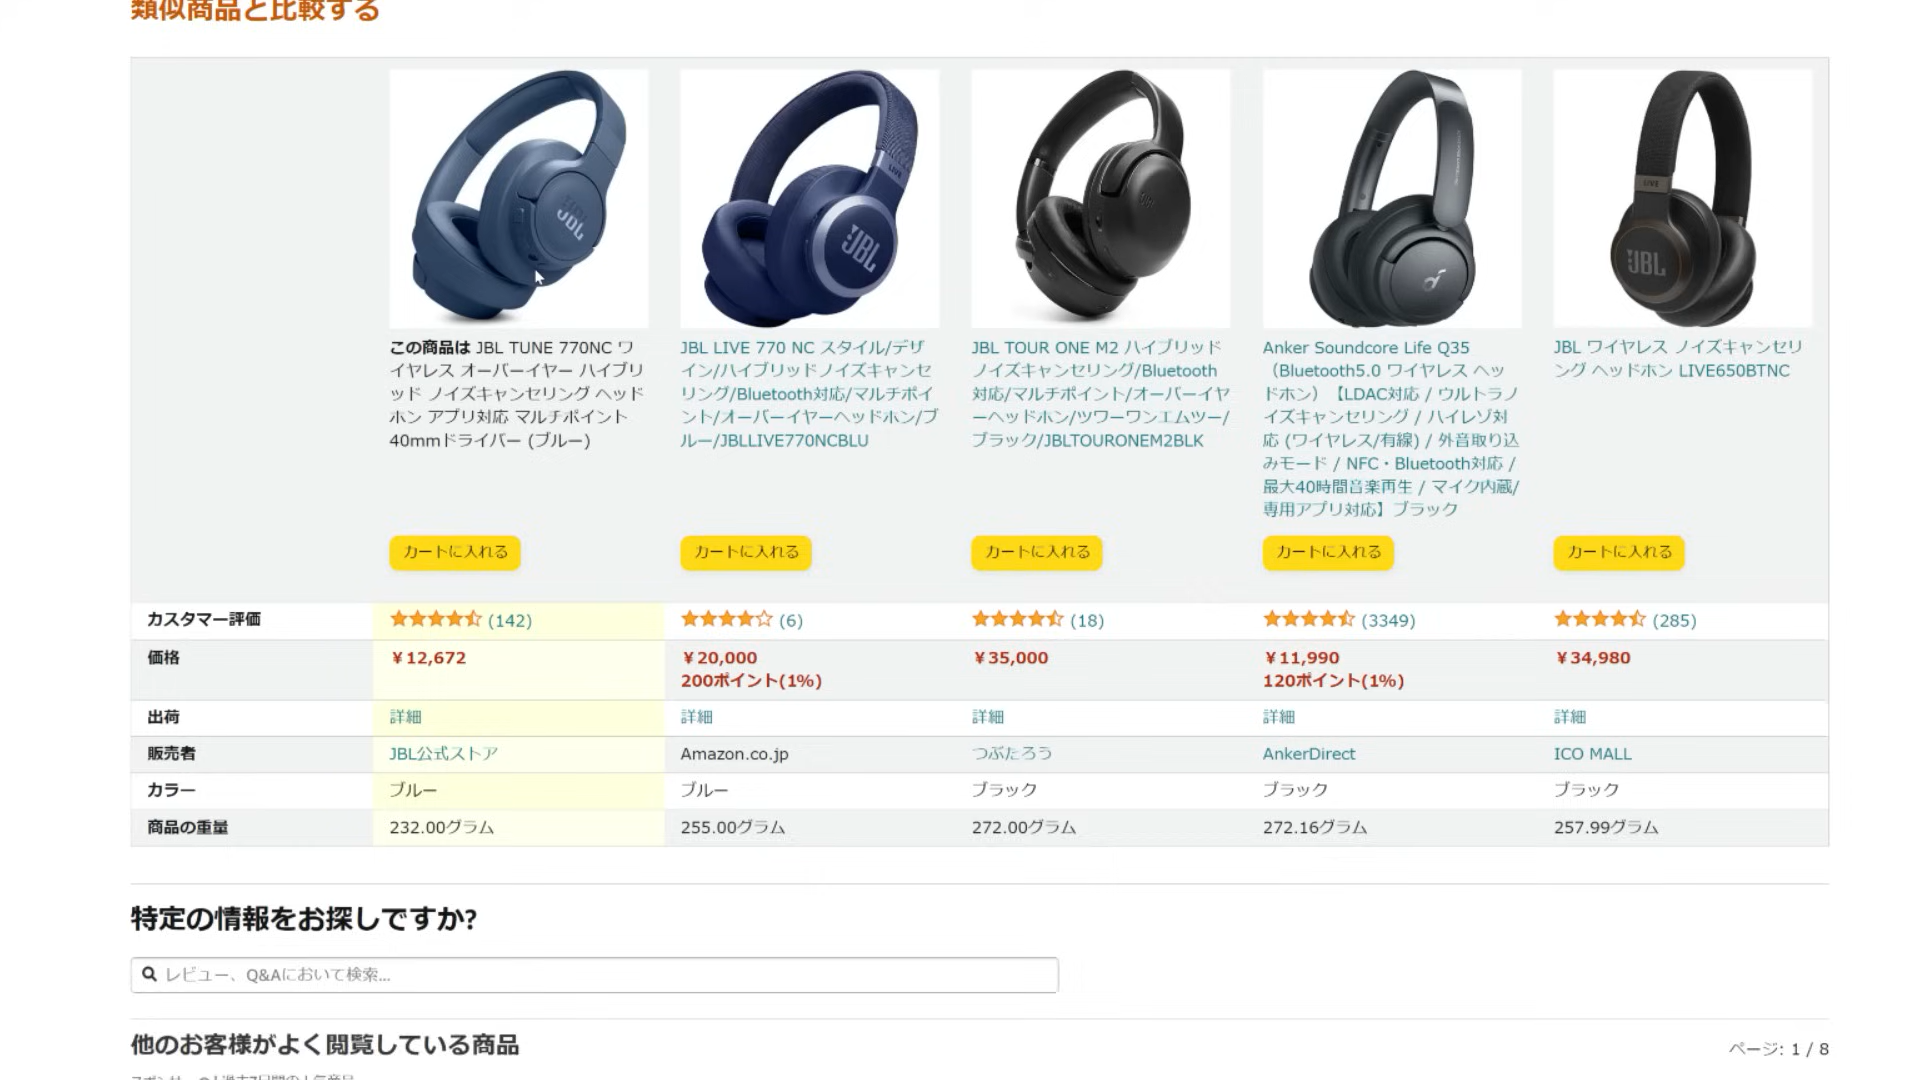 類似商品と比較する
JBL
LIVE
JBL
LIVE
JBL
この商品は JBL TUNE 770NC ワ
イヤレス オーバーイヤー ハイブリ
ッド ノイズキャンセリング ヘッド
ホン アプリ対応 マルチポイント
40mmドライバー (ブルー)
JBL LIVE 770 NC スタイル/デザ
イン/ハイブリッドノイズキャンセ
リング/Bluetooth対応/マルチポイ
ント/オーバーイヤーヘッドホン/ブ
ルー/JBLLIVE770NCBLU
JBL TOUR ONE M2 ハイブリッド
ノイズキャンセリング/Bluetooth
対応/マルチポイント/オーバーイヤ
ーヘッドホン/ツワーワンエムツー/
ブラック/JBLTOURONEM2BLK
Anker Soundcore Life Q35
（Bluetooth5.0 ワイヤレス ヘッ
ドホン）【LDAC対応 / ウルトラノ
イズキャンセリング / ハイレゾ対
応 (ワイヤレス/有線) / 外音取り込
みモード / NFC・Bluetooth対応 /
最大40時間音楽再生 / マイク内蔵/
専用アプリ対応】ブラック
JBL ワイヤレス ノイズキャンセリ
ング ヘッドホン LIVE650BTNC
カートに入れる
カートに入れる
カートに入れる
カートに入れる
カートに入れる
カスタマー評価 (142) (6) (18) (3349) (285)
価格 ￥12,672 ￥20,000 ￥35,000 ￥11,990 ￥34,980
200ポイント(1%) 120ポイント(1%)
出荷 詳細 詳細 詳細 詳細 詳細
販売者 JBL公式ストア Amazon.co.jp つぶたろう AnkerDirect ICO MALL
カラー ブルー ブルー ブラック ブラック ブラック
商品の重量 232.00グラム 255.00グラム 272.00グラム 272.16グラム 257.99グラム
特定の情報をお探しですか?
レビュー、Q&Aにおいて検索...
他のお客様がよく閲覧している商品
ページ: 1 / 8